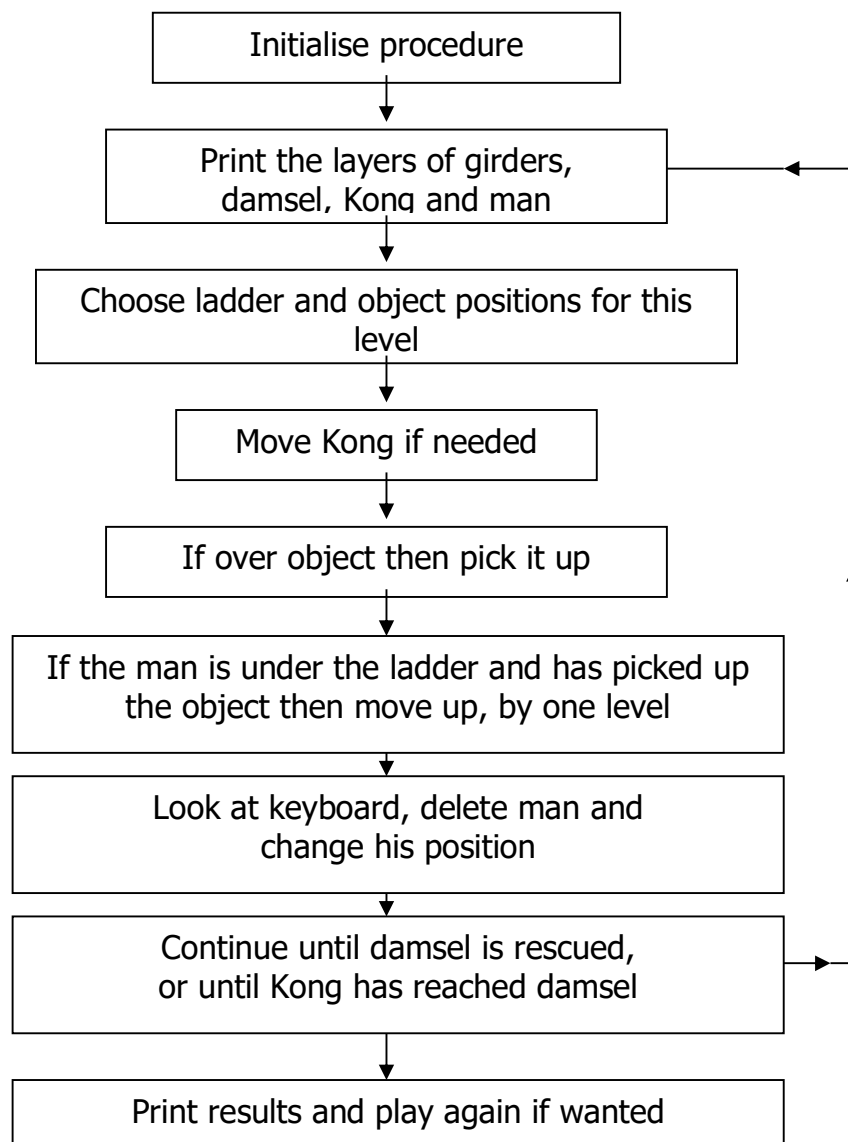 Initialise procedure
Print the layers of girders,
damsel, Kong and man
Choose ladder and object positions for this
level
Move Kong if needed
If over object then pick it up
If the man is under the ladder and has picked up
the object then move up, by one level
Look at keyboard, delete man and
change his position
Continue until damsel is rescued,
or until Kong has reached damsel
Print results and play again if wanted